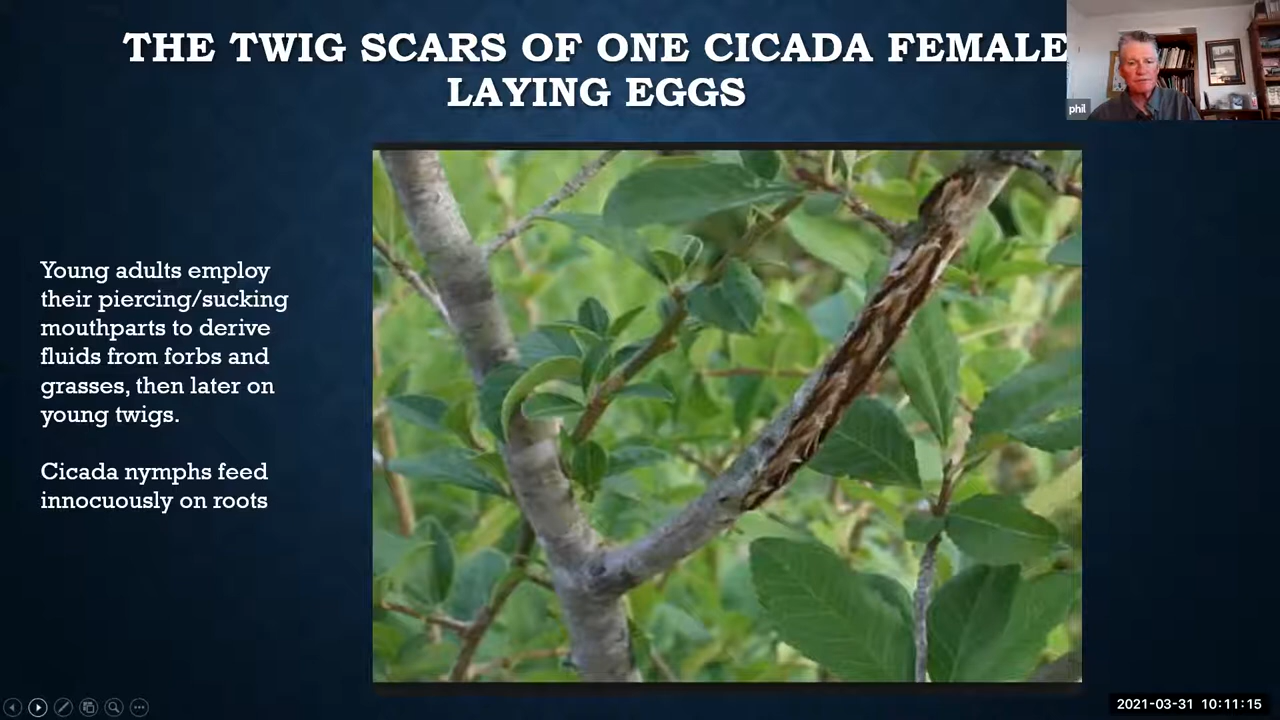 THE TWIG SCARS OF ONE CICADA FEMALE
LAYING EGGS
phil
Young adults employ
their piercing/sucking
mouthparts to derive
fluids from forbs and
grasses, then later on
young twigs.
Cicada nymphs feed
innocuously on roots
2021-03-31 10:11:15